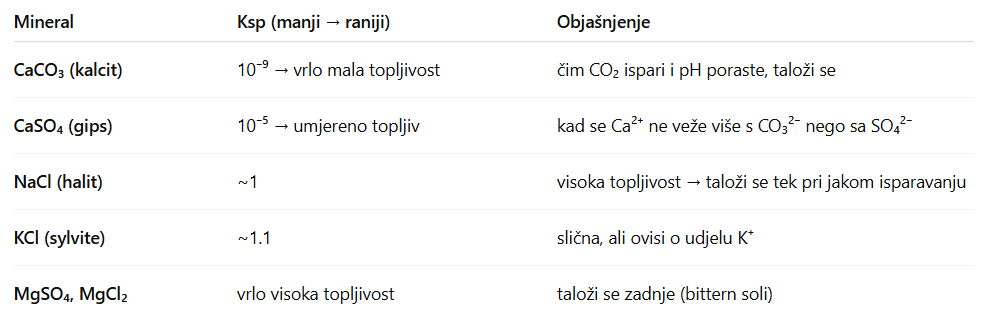 Mineral Ksp (manji → raniji) Objašnjenje
CaCO₃ (kalcit) 10⁻⁹ → vrlo mala topljivost čim CO₂ ispari i pH poraste, taloži se
CaSO₄ (gips) 10⁻⁵ → umjereno topljiv kad se Ca²⁺ ne veže više s CO₃²⁻ nego sa SO₄²⁻
NaCl (halit) ~1 visoka topljivost → taloži se tek pri jakom isparavanju
KCl (sylvite) ~1.1 slična, ali ovisi o udjelu K⁺
MgSO₄, MgCl₂ vrlo visoka topljivost taloži se zadnje (bittern soli)